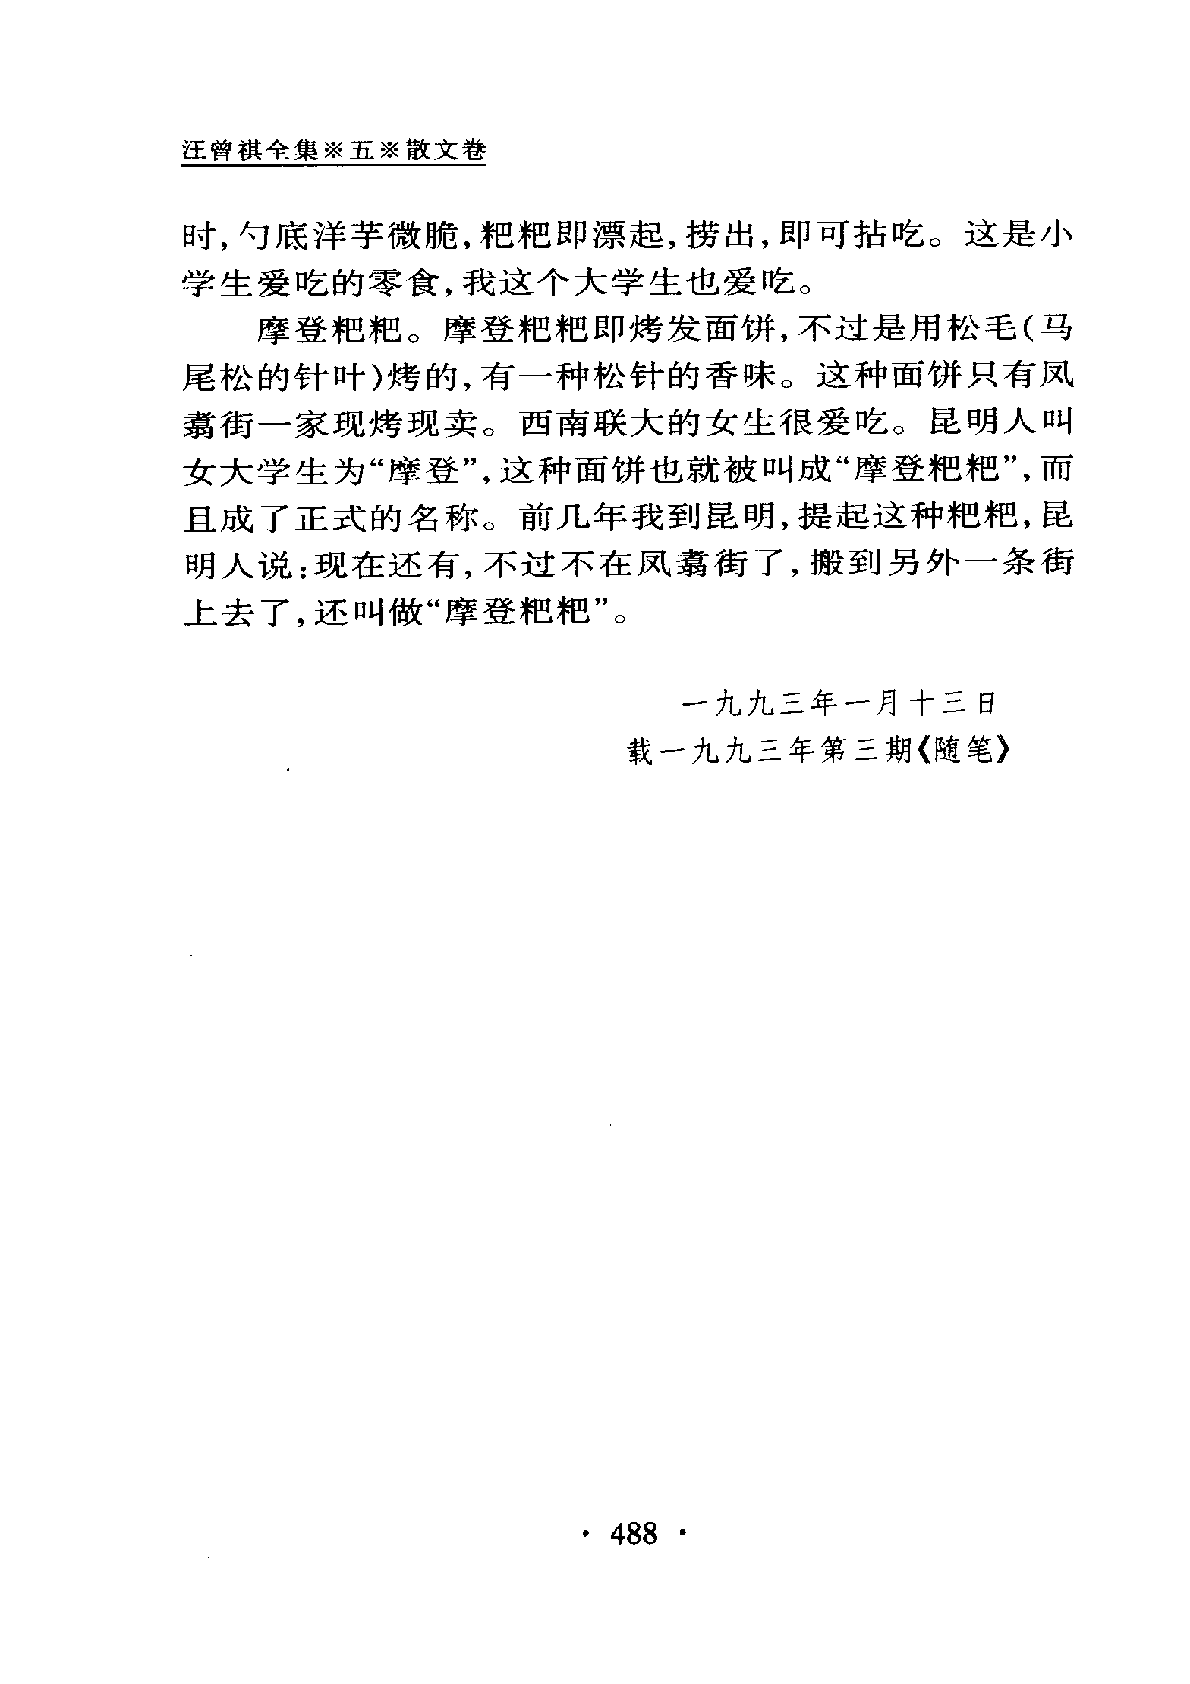 汪曾祺全集※五※散文卷
时,勺底洋芋微脆,粑粑即漂起,捞出,即可拈吃。这是小
学生爱吃的零食,我这个大学生也爱吃。
摩登粑粑。摩登粑粑即烤发面饼,不过是用松毛(马
尾松的针叶)烤的,有一种松针的香味。这种面饼只有凤
翥街一家现烤现卖。西南联大的女生很爱吃。昆明人叫
女大学生为“摩登”,这种面饼也就被叫成“摩登粑粑”,而
且成了正式的名称。前几年我到昆明,提起这种粑粑,昆
明人说:现在还有,不过不在凤翥街了,搬到另外一条街
上去了,还叫做“摩登粑粑”。
一九九三年一月十三日
载一九九三年第三期《随笔》
· 488 ·